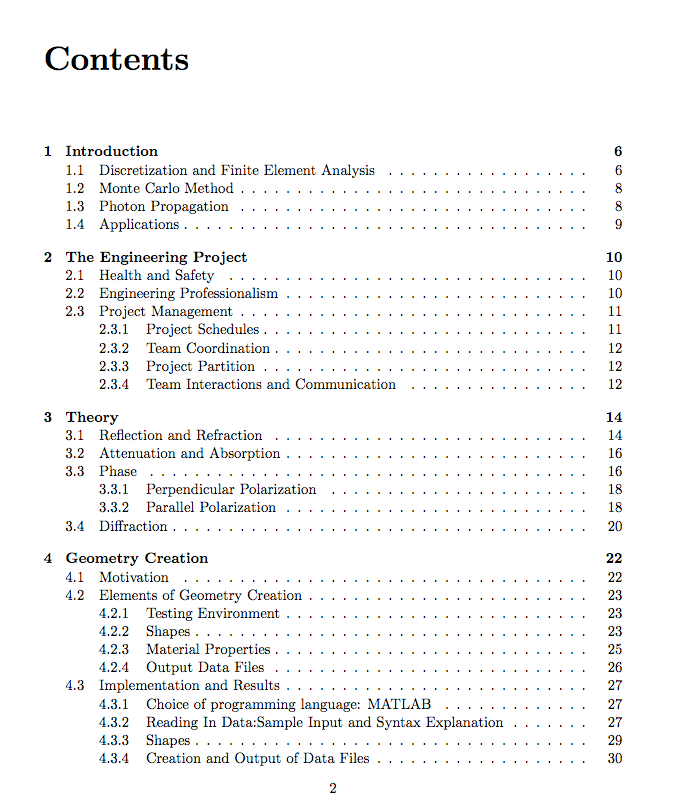 Contents
1 Introduction 6
1.1 Discretization and Finite Element Analysis . . . . . . . . . . . . . . . . . . 6
1.2 Monte Carlo Method . . . . . . . . . . . . . . . . . . . . . . . . . . . . . . . 8
1.3 Photon Propagation . . . . . . . . . . . . . . . . . . . . . . . . . . . . . . . 8
1.4 Applications . . . . . . . . . . . . . . . . . . . . . . . . . . . . . . . . . . . . 9
2 The Engineering Project 10
2.1 Health and Safety . . . . . . . . . . . . . . . . . . . . . . . . . . . . . . . . 10
2.2 Engineering Professionalism . . . . . . . . . . . . . . . . . . . . . . . . . . . 10
2.3 Project Management . . . . . . . . . . . . . . . . . . . . . . . . . . . . . . . 11
2.3.1 Project Schedules . . . . . . . . . . . . . . . . . . . . . . . . . . . . . 11
2.3.2 Team Coordination . . . . . . . . . . . . . . . . . . . . . . . . . . . . 12
2.3.3 Project Partition . . . . . . . . . . . . . . . . . . . . . . . . . . . . . 12
2.3.4 Team Interactions and Communication . . . . . . . . . . . . . . . . 12
3 Theory 14
3.1 Reflection and Refraction . . . . . . . . . . . . . . . . . . . . . . . . . . . . 14
3.2 Attenuation and Absorption . . . . . . . . . . . . . . . . . . . . . . . . . . . 16
3.3 Phase . . . . . . . . . . . . . . . . . . . . . . . . . . . . . . . . . . . . . . . 16
3.3.1 Perpendicular Polarization . . . . . . . . . . . . . . . . . . . . . . . 18
3.3.2 Parallel Polarization . . . . . . . . . . . . . . . . . . . . . . . . . . . 18
3.4 Diffraction . . . . . . . . . . . . . . . . . . . . . . . . . . . . . . . . . . . . . 20
4 Geometry Creation 22
4.1 Motivation . . . . . . . . . . . . . . . . . . . . . . . . . . . . . . . . . . . . 22
4.2 Elements of Geometry Creation . . . . . . . . . . . . . . . . . . . . . . . . . 23
4.2.1 Testing Environment . . . . . . . . . . . . . . . . . . . . . . . . . . . 23
4.2.2 Shapes . . . . . . . . . . . . . . . . . . . . . . . . . . . . . . . . . . . 23
4.2.3 Material Properties . . . . . . . . . . . . . . . . . . . . . . . . . . . . 25
4.2.4 Output Data Files . . . . . . . . . . . . . . . . . . . . . . . . . . . . 26
4.3 Implementation and Results . . . . . . . . . . . . . . . . . . . . . . . . . . . 27
4.3.1 Choice of programming language: MATLAB . . . . . . . . . . . . . 27
4.3.2 Reading In Data:Sample Input and Syntax Explanation . . . . . . . 27
4.3.3 Shapes . . . . . . . . . . . . . . . . . . . . . . . . . . . . . . . . . . . 29
4.3.4 Creation and Output of Data Files . . . . . . . . . . . . . . . . . . . 30
2